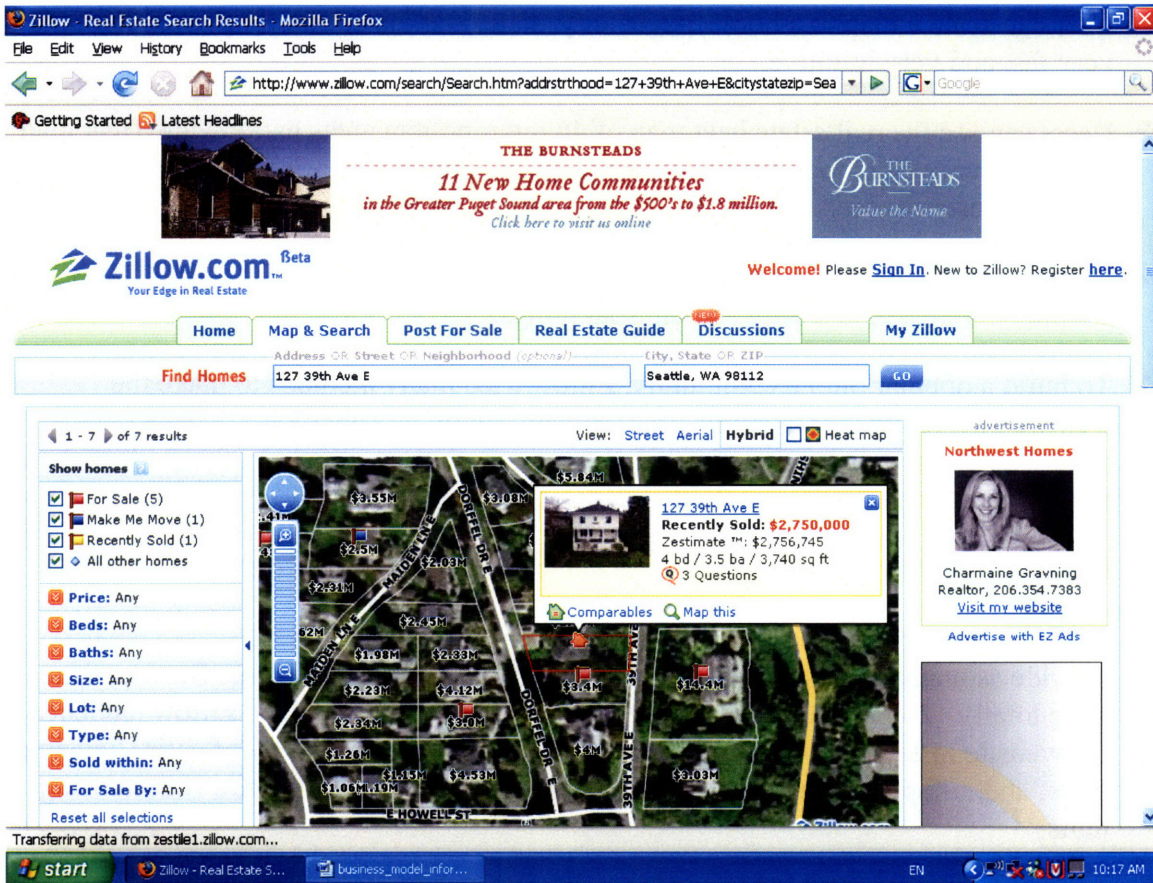 Zillow - Real Estate Search Results - Mozilla Firefox
File Edit View History Bookmarks Tools Help
http://www.zillow.com/search/Search.htm?addrstrthood=127+39th+Ave+E&citystatezip=Sea
Google
Getting Started Latest Headlines
THE BURNSTEADS
11 New Home Communities
in the Greater Puget Sound area from the $500's to $1.8 million.
Click here to visit us online
THE
BURNSTEADS
Value the Name
Zillow.com™ Beta
Your Edge in Real Estate
Welcome! Please Sign In. New to Zillow? Register here.
Home Map & Search Post For Sale Real Estate Guide Discussions NEW My Zillow
Address OR Street OR Neighborhood (optional) City, State OR ZIP
Find Homes 127 39th Ave E Seattle, WA 98112 GO
1 - 7 of 7 results
View: Street Aerial Hybrid Heat map
Show homes
For Sale (5)
Make Me Move (1)
Recently Sold (1)
All other homes
Price: Any
Beds: Any
Baths: Any
Size: Any
Lot: Any
Type: Any
Sold within: Any
For Sale By: Any
Reset all selections
$5.84M
$3.55M
$3.08M
$2.5M
$2.03M
$2.31M
$2.45M
$1.98M
$2.33M
$2.23M
$4.12M
$3.4M
$14.4M
$2.34M
$3.0M
$4M
$1.26M
$1.15M
$4.53M
$3.03M
$1.06M
MAIDEN LN E
MAIDEN LN E
DORFFEL DR E
DORFFEL DR E
39TH AVE E
39TH AVE E
E HOWELL ST
127 39th Ave E
Recently Sold: $2,750,000
Zestimate ™: $2,756,745
4 bd / 3.5 ba / 3,740 sq ft
3 Questions
Comparables Map this
advertisement
Northwest Homes
Charmaine Gravning
Realtor, 206.354.7383
Visit my website
Advertise with EZ Ads
Transferring data from zestile1.zillow.com...
start Zillow - Real Estate S... business_model_infor... EN 10:17 AM